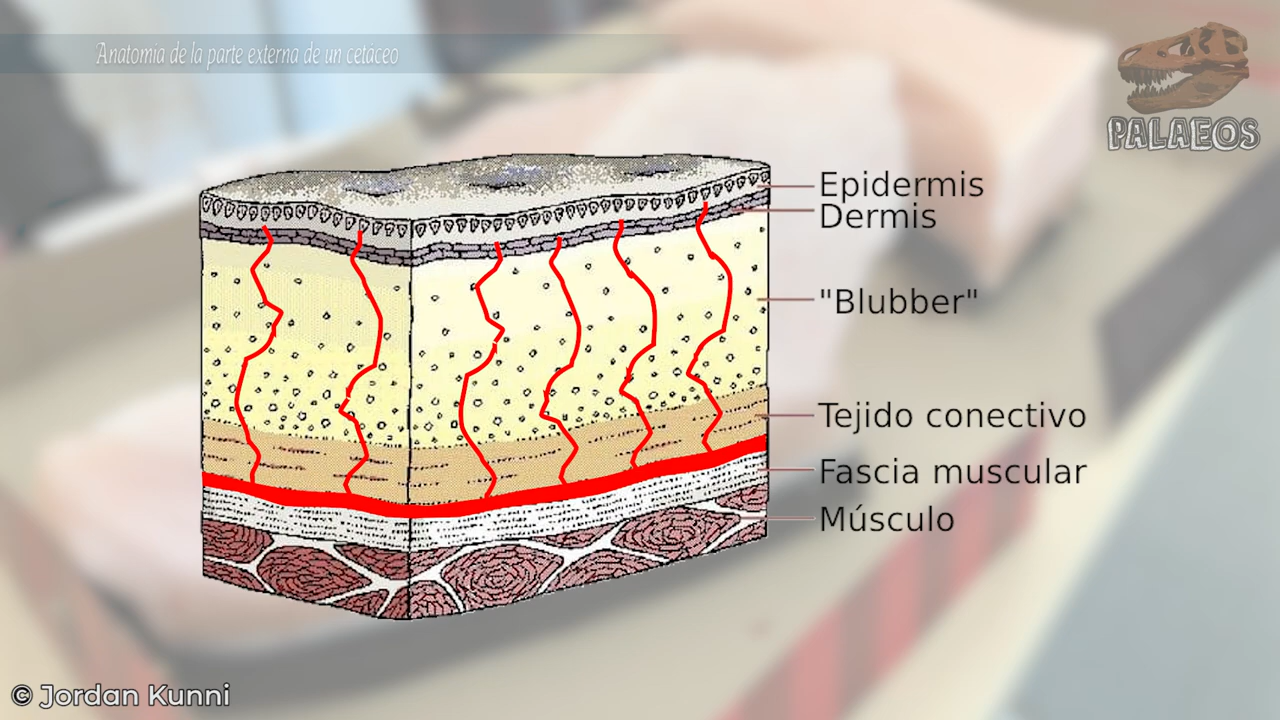 Anatomia de la parte externa de un cetáceo
PALAEOS
Epidermis
Dermis
"Blubber"
Tejido conectivo
Fascia muscular
Músculo
© Jordan Kunni